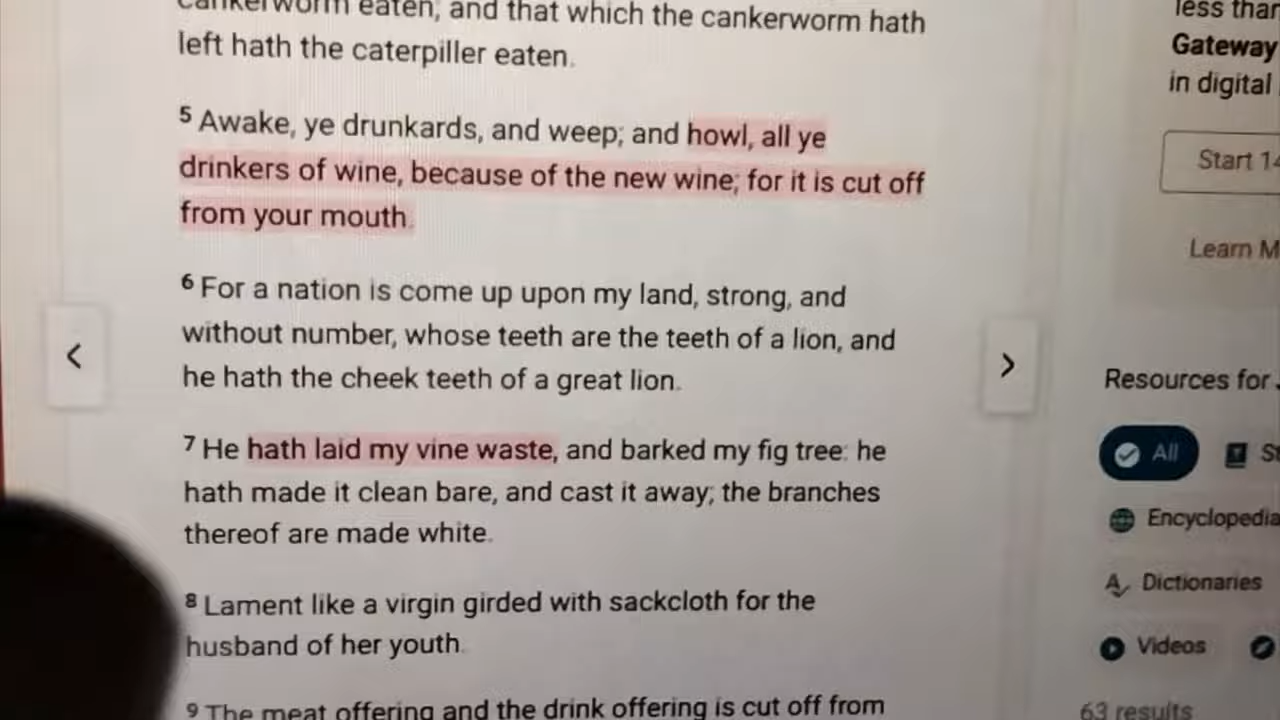 cankerworm eaten; and that which the cankerworm hath
left hath the caterpiller eaten.
5 Awake, ye drunkards, and weep; and howl, all ye
drinkers of wine, because of the new wine; for it is cut off
from your mouth.
6 For a nation is come up upon my land, strong, and
without number, whose teeth are the teeth of a lion, and
he hath the cheek teeth of a great lion.
7 He hath laid my vine waste, and barked my fig tree: he
hath made it clean bare, and cast it away; the branches
thereof are made white.
8 Lament like a virgin girded with sackcloth for the
husband of her youth.
9 The meat offering and the drink offering is cut off from
less than
Gateway
in digital
Start 14
Learn M
Resources for
All
St
Encyclopedia
Dictionaries
Videos
63 results